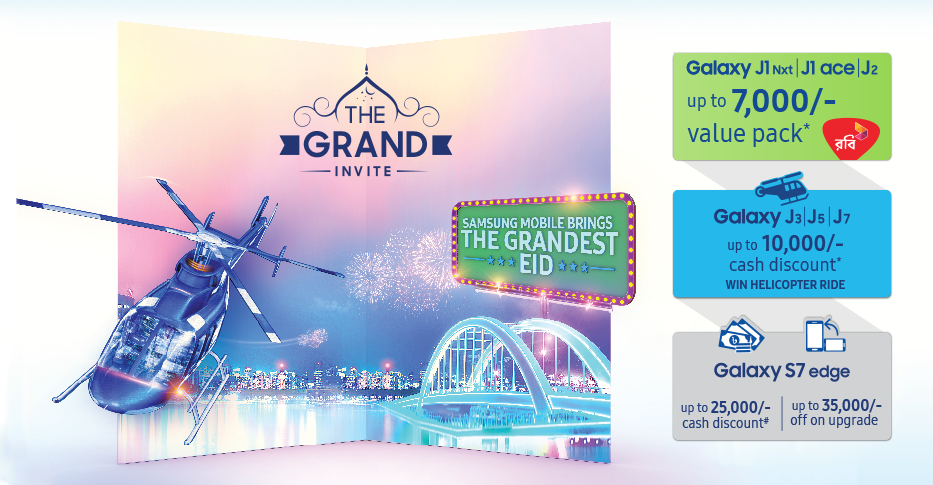 THE
GRAND
INVITE
SAMSUNG MOBILE BRINGS
THE GRANDEST
EID
Galaxy J1 Nxt | J1 ace | J2
up to 7,000/-
value pack*
রবি
Galaxy J3 | J5 | J7
up to 10,000/-
cash discount*
WIN HELICOPTER RIDE
Galaxy S7 edge
up to 25,000/-
cash discount#
up to 35,000/-
off on upgrade